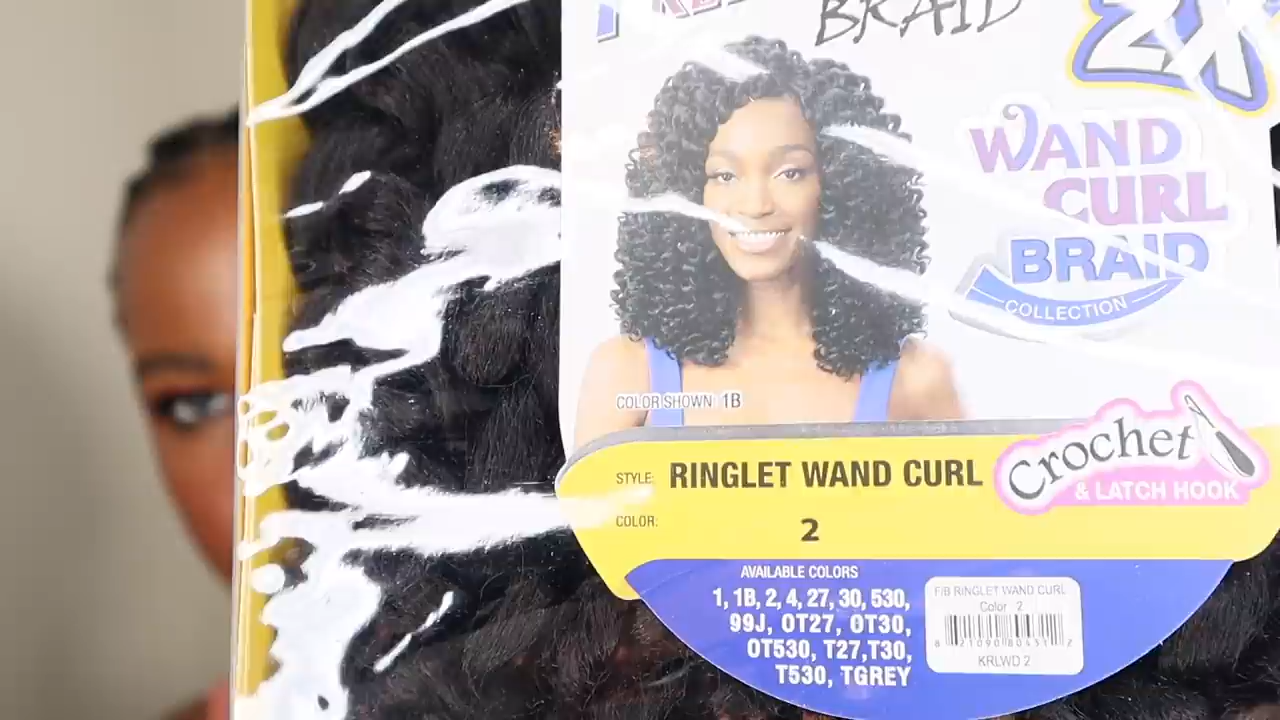 BRAID
2X
WAND
CURL
BRAID
COLLECTION
COLOR SHOWN: 1B
STYLE: RINGLET WAND CURL
Crochet
& LATCH HOOK
COLOR: 2
AVAILABLE COLORS
1, 1B, 2, 4, 27, 30, 530,
99J, OT27, OT30,
OT530, T27,T30,
T530, TGREY
F/B RINGLET WAND CURL
Color 2
KRLWD 2